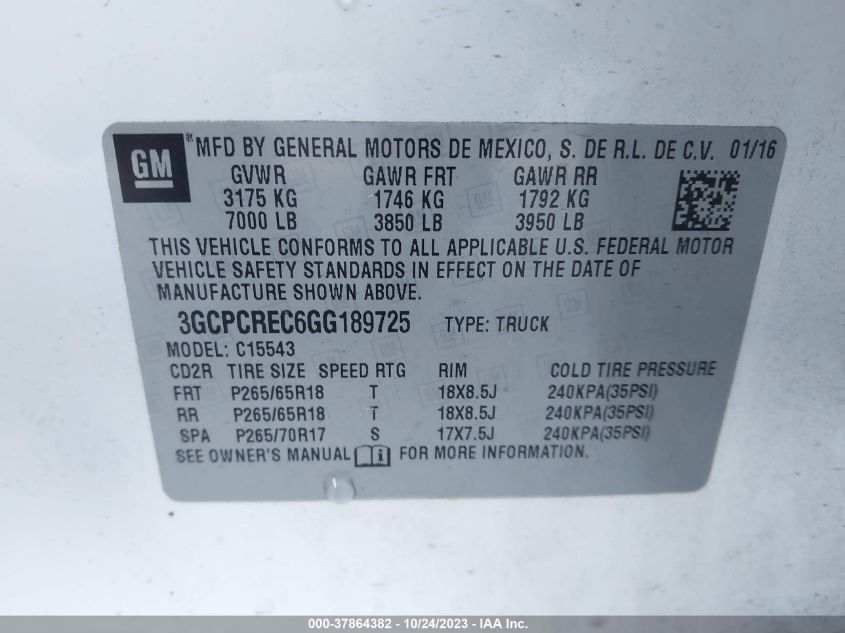 GM ® MFD BY GENERAL MOTORS DE MEXICO, S. DE R.L. DE C.V. 01/16
GVWR GAWR FRT GAWR RR
3175 KG 1746 KG 1792 KG
7000 LB 3850 LB 3950 LB
THIS VEHICLE CONFORMS TO ALL APPLICABLE U.S. FEDERAL MOTOR
VEHICLE SAFETY STANDARDS IN EFFECT ON THE DATE OF
MANUFACTURE SHOWN ABOVE.
3GCPCREC6GG189725 TYPE: TRUCK
MODEL: C15543
CD2R TIRE SIZE SPEED RTG RIM COLD TIRE PRESSURE
FRT P265/65R18 T 18X8.5J 240KPA(35PSI)
RR P265/65R18 T 18X8.5J 240KPA(35PSI)
SPA P265/70R17 S 17X7.5J 240KPA(35PSI)
SEE OWNER'S MANUAL FOR MORE INFORMATION.
000-37864382 - 10/24/2023 - IAA Inc.